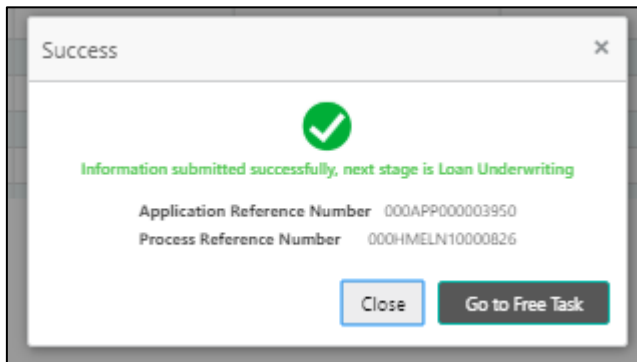 Success
×
Information submitted successfully, next stage is Loan Underwriting
Application Reference Number 000APP000003950
Process Reference Number 000HMELN10000826
Close Go to Free Task